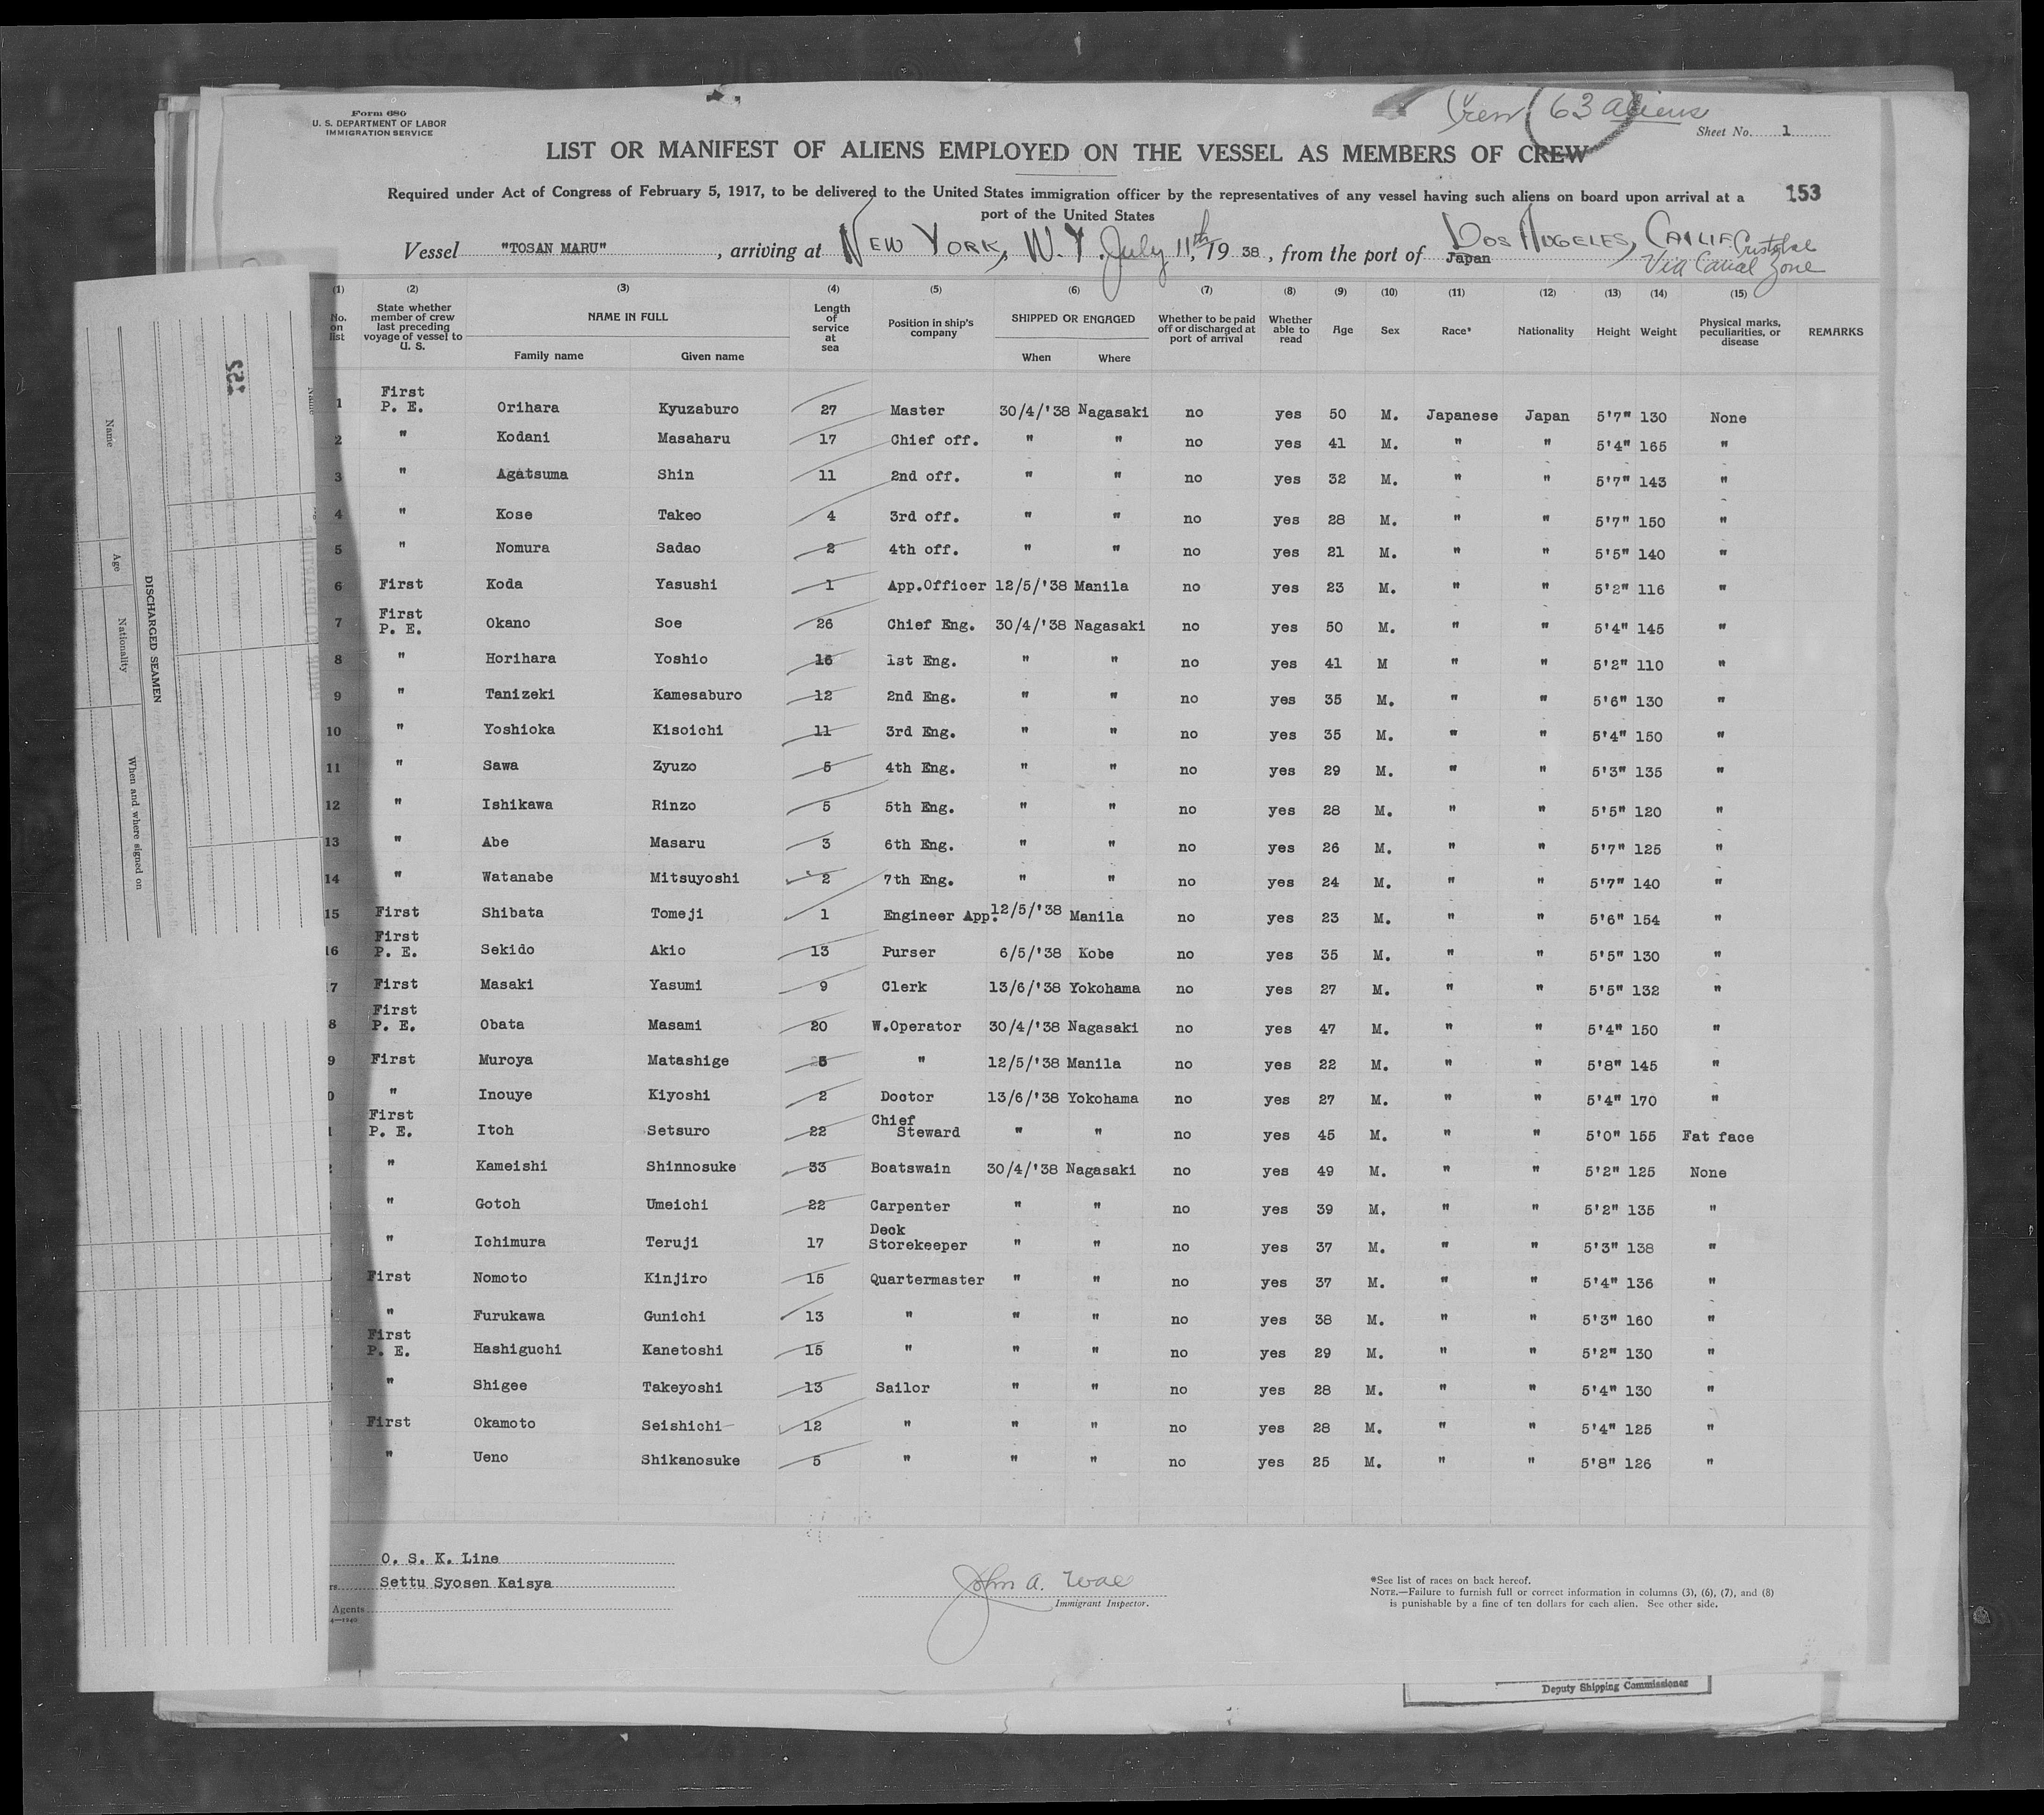 Form 680
U. S. DEPARTMENT OF LABOR
IMMIGRATION SERVICE
Crew 63 aliens
Sheet No. 1
LIST OR MANIFEST OF ALIENS EMPLOYED ON THE VESSEL AS MEMBERS OF CREW
Required under Act of Congress of February 5, 1917, to be delivered to the United States immigration officer by the representatives of any vessel having such aliens on board upon arrival at a
153
port of the United States
Vessel "TOSAN MARU", arriving at NEW YORK, N.Y. July 11th, 1938, from the port of LOS ANGELES, CALIF. Cristobal
Japan Via Canal Zone
(1) (2) (3) (4) (5) (6) (7) (8) (9) (10) (11) (12) (13) (14) (15)
No. on list State whether member of crew last preceding voyage of vessel to U. S. NAME IN FULL Length of service at sea Position in ship's company SHIPPED OR ENGAGED Whether to be paid off or discharged at port of arrival Whether able to read Age Sex Race* Nationality Height Weight Physical marks, peculiarities, or disease REMARKS
Family name Given name When Where
1 First P. E. Orihara Kyuzaburo 27 Master 30/4/'38 Nagasaki no yes 50 M. Japanese Japan 5'7" 130 None
2 " Kodani Masaharu 17 Chief off. " " no yes 41 M. " " 5'4" 165 "
3 " Agatsuma Shin 11 2nd off. " " no yes 32 M. " " 5'7" 143 "
4 " Kose Takeo 4 3rd off. " " no yes 28 M. " " 5'7" 150 "
5 " Nomura Sadao 2 4th off. " " no yes 21 M. " " 5'5" 140 "
6 First Koda Yasushi 1 App.Officer 12/5/'38 Manila no yes 23 M. " " 5'2" 116 "
7 First P. E. Okano Soe 26 Chief Eng. 30/4/'38 Nagasaki no yes 50 M. " " 5'4" 145 "
8 " Horihara Yoshio 16 1st Eng. " " no yes 41 M " " 5'2" 110 "
9 " Tanizeki Kamesaburo 12 2nd Eng. " " no yes 35 M. " " 5'6" 130 "
10 " Yoshioka Kisoichi 11 3rd Eng. " " no yes 35 M. " " 5'4" 150 "
11 " Sawa Zyuzo 5 4th Eng. " " no yes 29 M. " " 5'3" 135 "
12 " Ishikawa Rinzo 5 5th Eng. " " no yes 28 M. " " 5'5" 120 "
13 " Abe Masaru 3 6th Eng. " " no yes 26 M. " " 5'7" 125 "
14 " Watanabe Mitsuyoshi 2 7th Eng. " " no yes 24 M. " " 5'7" 140 "
15 First Shibata Tomeji 1 Engineer App. 12/5/'38 Manila no yes 23 M. " " 5'6" 154 "
16 First P. E. Sekido Akio 13 Purser 6/5/'38 Kobe no yes 35 M. " " 5'5" 130 "
7 First Masaki Yasumi 9 Clerk 13/6/'38 Yokohama no yes 27 M. " " 5'5" 132 "
8 First P. E. Obata Masami 20 W.Operator 30/4/'38 Nagasaki no yes 47 M. " " 5'4" 150 "
9 First Muroya Matashige 5 " 12/5/'38 Manila no yes 22 M. " " 5'8" 145 "
0 " Inouye Kiyoshi 2 Doctor 13/6/'38 Yokohama no yes 27 M. " " 5'4" 170 "
First P. E. Itoh Setsuro 22 Chief Steward " " no yes 45 M. " " 5'0" 155 Fat face
" Kameishi Shinnosuke 33 Boatswain 30/4/'38 Nagasaki no yes 49 M. " " 5'2" 125 None
" Gotoh Umeichi 22 Carpenter " " no yes 39 M. " " 5'2" 135 "
" Ichimura Teruji 17 Deck Storekeeper " " no yes 37 M. " " 5'3" 138 "
First Nomoto Kinjiro 15 Quartermaster " " no yes 37 M. " " 5'4" 136 "
" Furukawa Gunichi 13 " " " no yes 38 M. " " 5'3" 160 "
First P. E. Hashiguchi Kanetoshi 15 " " " no yes 29 M. " " 5'2" 130 "
" Shigee Takeyoshi 13 Sailor " " no yes 28 M. " " 5'4" 130 "
First Okamoto Seishichi 12 " " " no yes 28 M. " " 5'4" 125 "
" Ueno Shikanosuke 5 " " " no yes 25 M. " " 5'8" 126 "
O. S. K. Line
Settu Syosen Kaisya
Agents
John A. Wae
Immigrant Inspector.
*See list of races on back hereof.
NOTE.—Failure to furnish full or correct information in columns (3), (6), (7), and (8)
is punishable by a fine of ten dollars for each alien. See other side.
Deputy Shipping Commissioner
DISCHARGED SEAMEN
Name
Age
Nationality
When and where signed on
152